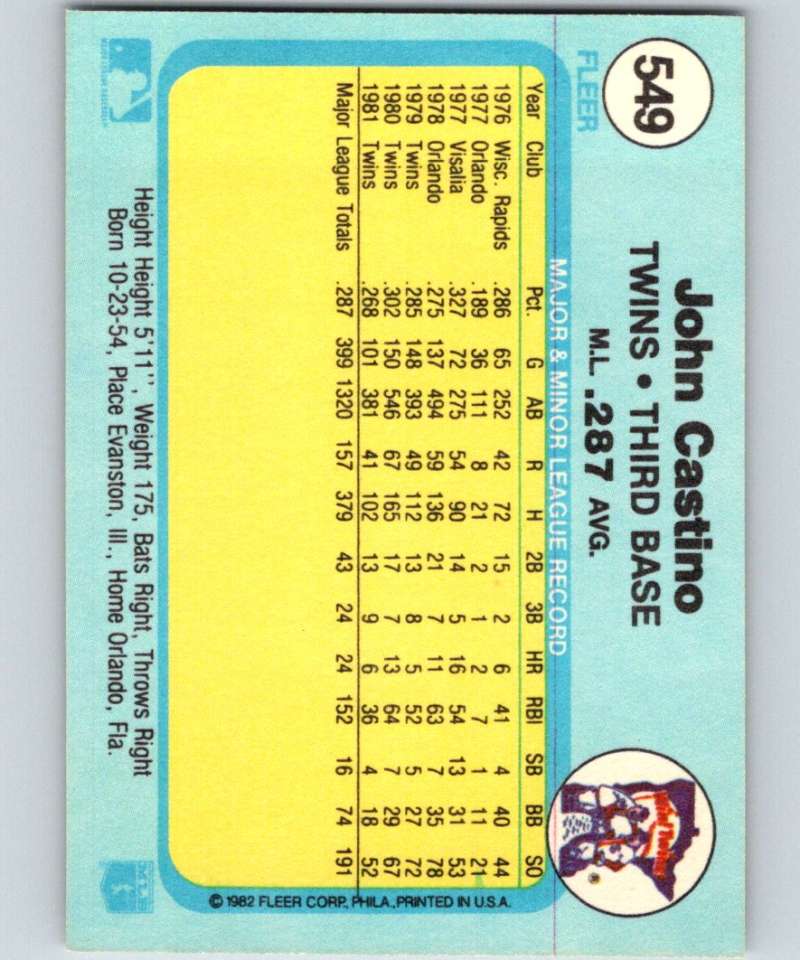 549
FLEER
John Castino
TWINS • THIRD BASE
M.L. .287 AVG.
Win! Twins!
MAJOR & MINOR LEAGUE RECORD
Year Club Pct. G AB R H 2B 3B HR RBI SB BB SO
1976 Wisc. Rapids .286 65 252 42 72 15 2 6 41 4 40 44
1977 Orlando .189 36 111 8 21 2 1 2 7 1 11 21
1977 Visalia .327 72 275 54 90 14 5 16 54 13 31 53
1978 Orlando .275 137 494 59 136 21 7 11 63 7 35 78
1979 Twins .285 148 393 49 112 13 8 5 52 5 27 72
1980 Twins .302 150 546 67 165 17 7 13 64 7 29 67
1981 Twins .268 101 381 41 102 13 9 6 36 4 18 52
Major League Totals .287 399 1320 157 379 43 24 24 152 16 74 191
Height Height 5'11", Weight 175, Bats Right, Throws Right
Born 10-23-54, Place Evanston, Ill., Home Orlando, Fla.
© 1982 FLEER CORP., PHILA., PRINTED IN U.S.A.